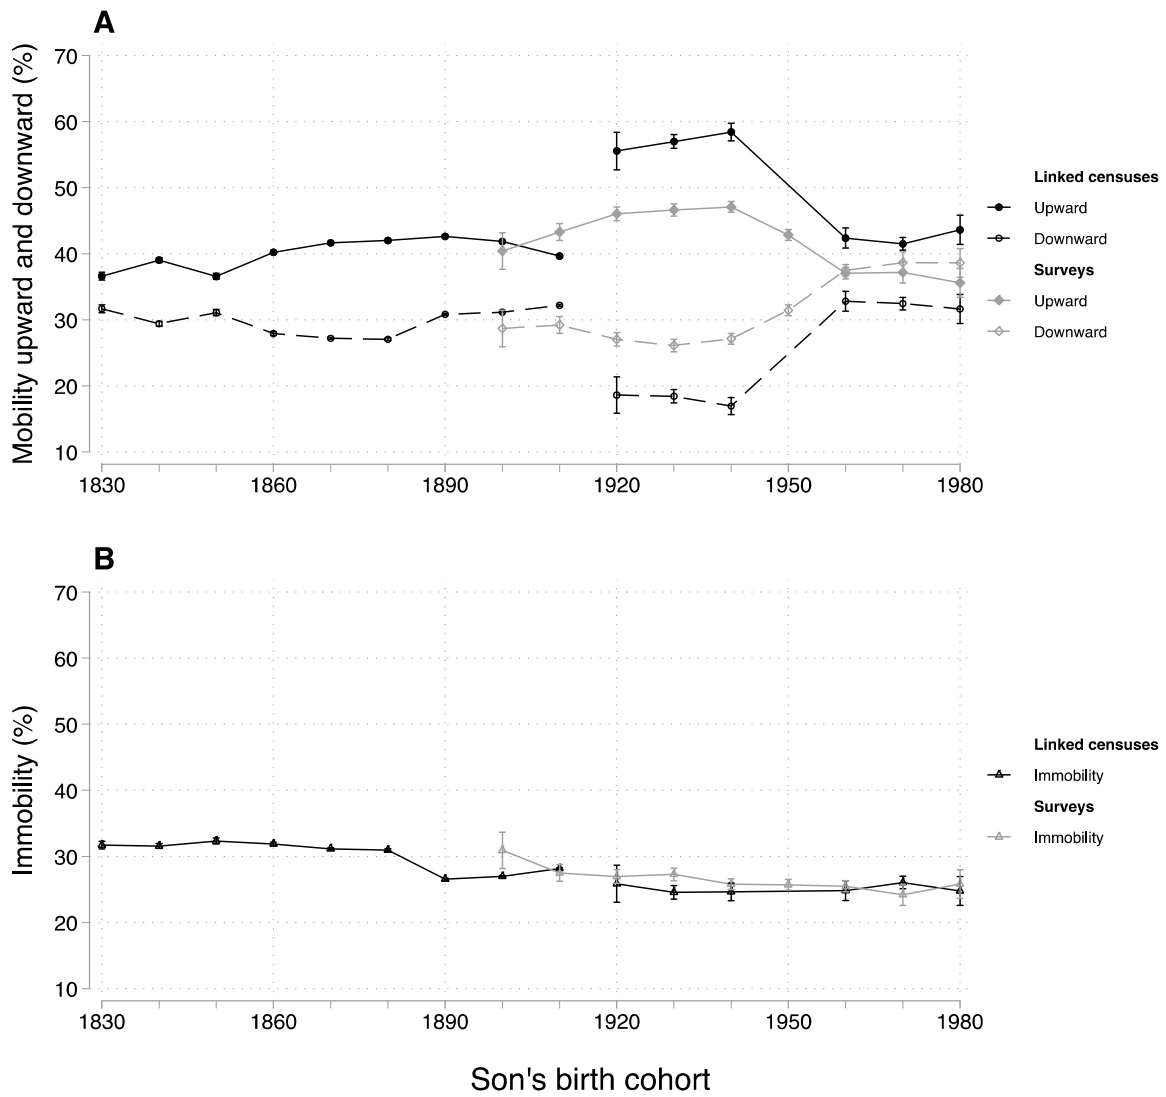 A
Mobility upward and downward (%)
70
60
50
40
30
20
10
1830
1860
1890
1920
1950
1980
Linked censuses
Upward
Downward
Surveys
Upward
Downward
B
Immobility (%)
70
60
50
40
30
20
10
1830
1860
1890
1920
1950
1980
Linked censuses
Immobility
Surveys
Immobility
Son's birth cohort